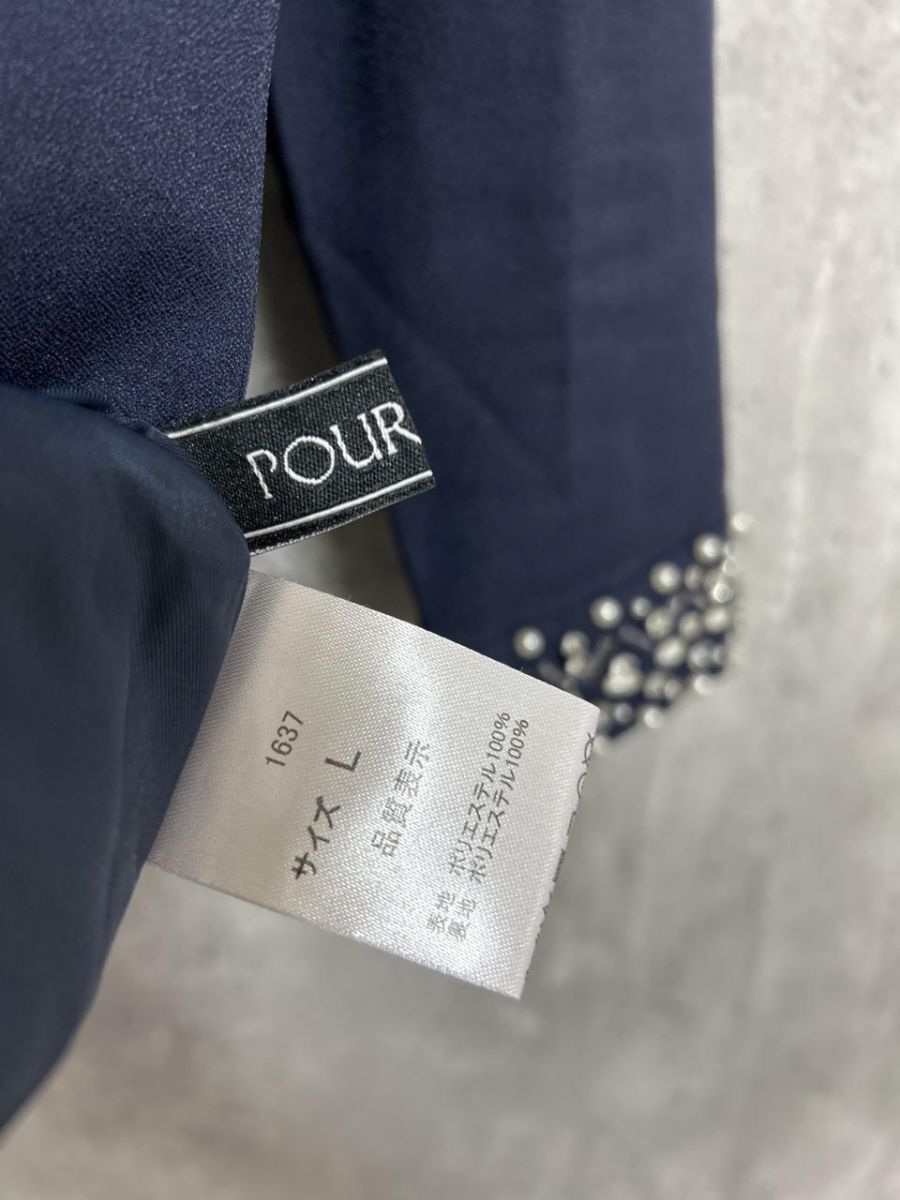 POUR
1637
サイズ L
品質表示
表地 ポリエステル100%
裏地 ポリエステル100%